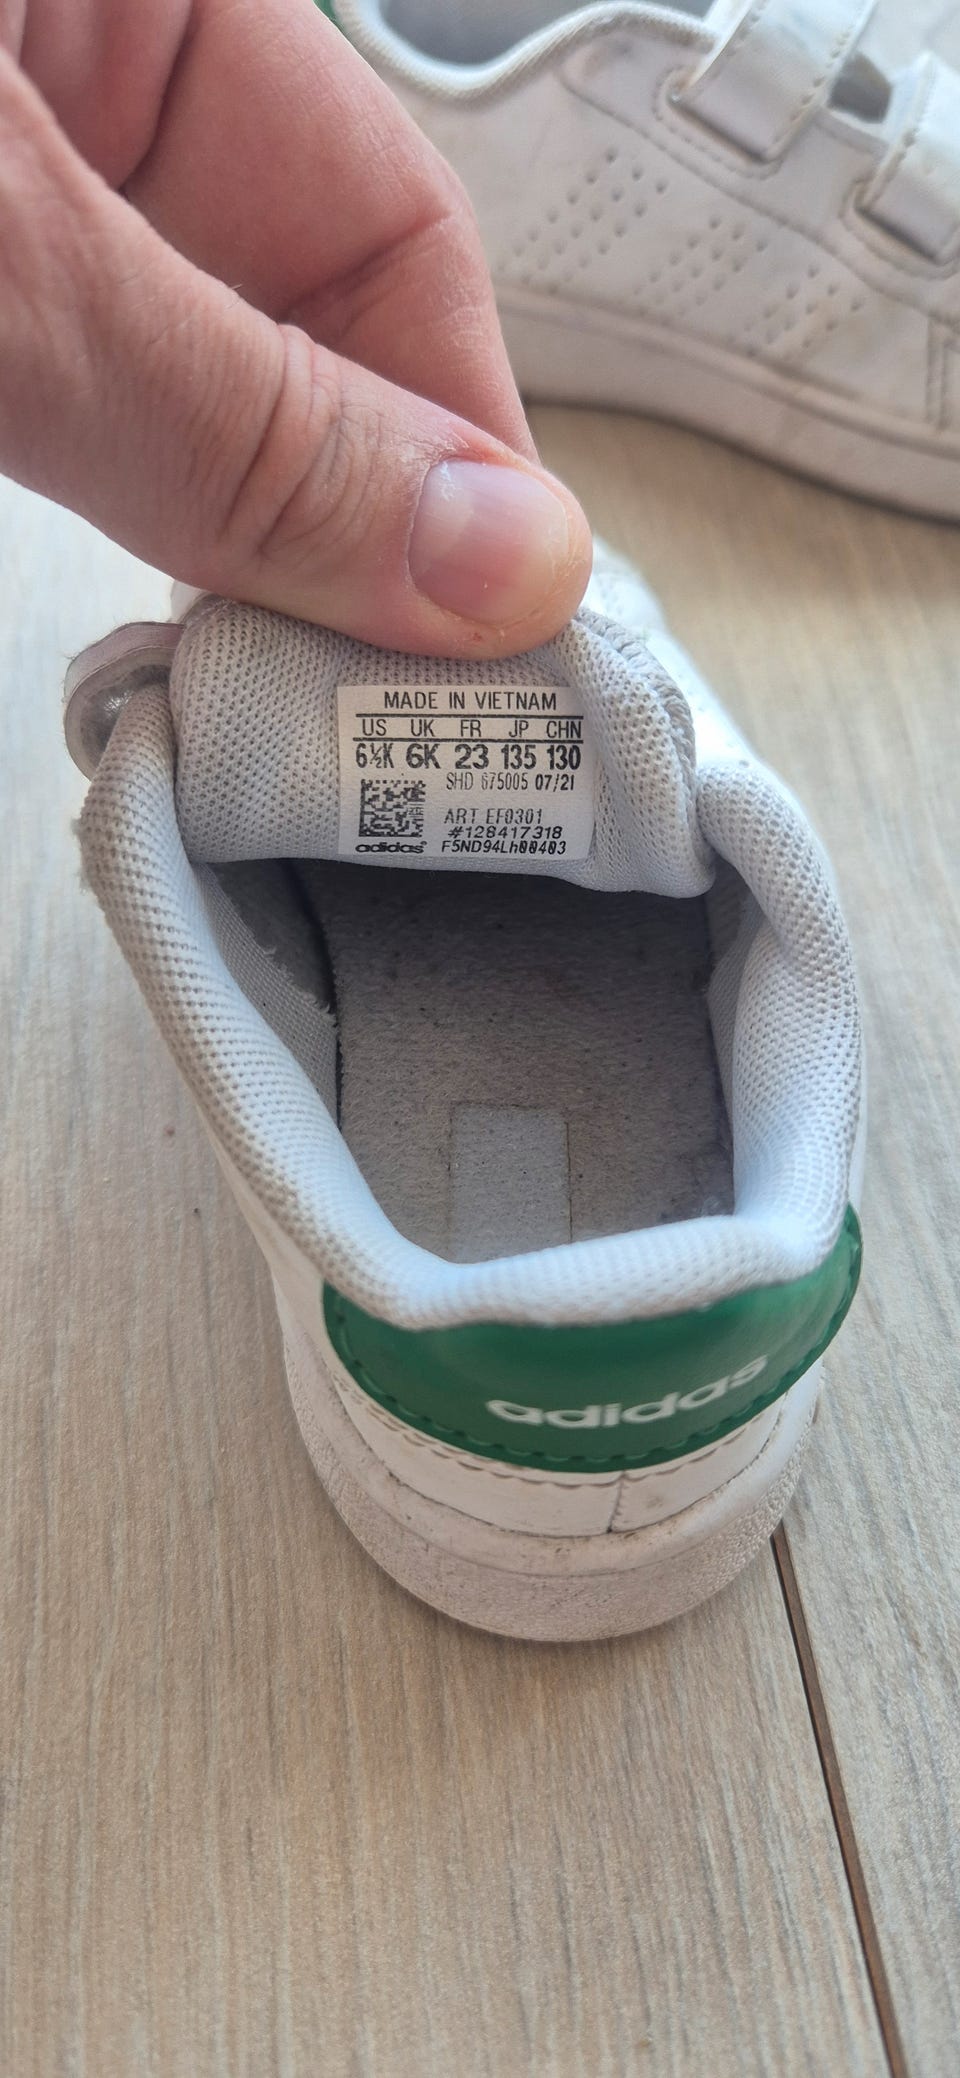 MADE IN VIETNAM
US UK FR JP CHN
6½K 6K 23 135 130
SHD 675005 07/21
ART EF0301
#128417318
adidas F5ND94Lh00403
adidas